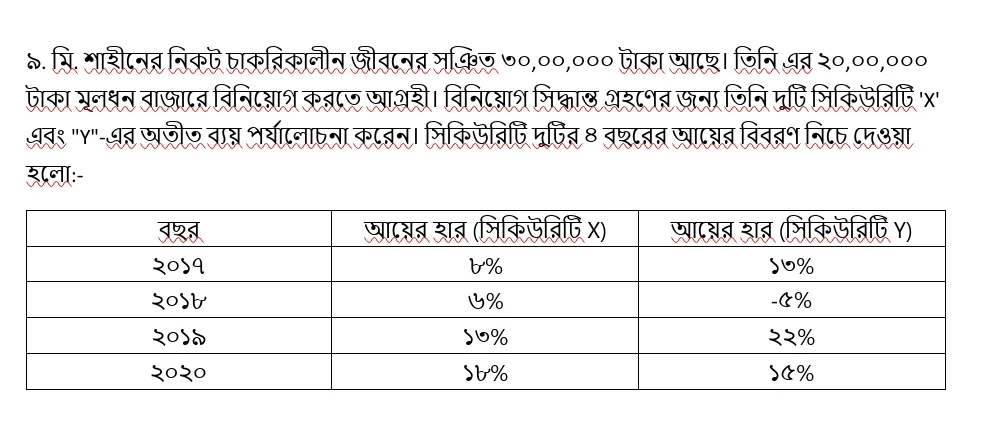 ৯. মি. শাহীনের নিকট চাকরিকালীন জীবনের সঞ্চিত ৩০,০০,০০০ টাকা আছে। তিনি এর ২০,০০,০০০
টাকা মূলধন বাজারে বিনিয়োগ করতে আগ্রহী। বিনিয়োগ সিদ্ধান্ত গ্রহণের জন্য তিনি দুটি সিকিউরিটি 'X'
এবং "Y"-এর অতীত ব্যয় পর্যালোচনা করেন। সিকিউরিটি দুটির ৪ বছরের আয়ের বিবরণ নিচে দেওয়া
হলো:-
বছর আয়ের হার (সিকিউরিটি X) আয়ের হার (সিকিউরিটি Y)
২০১৭ ৮% ১৩%
২০১৮ ৬% -৫%
২০১৯ ১৩% ২২%
২০২০ ১৮% ১৫%